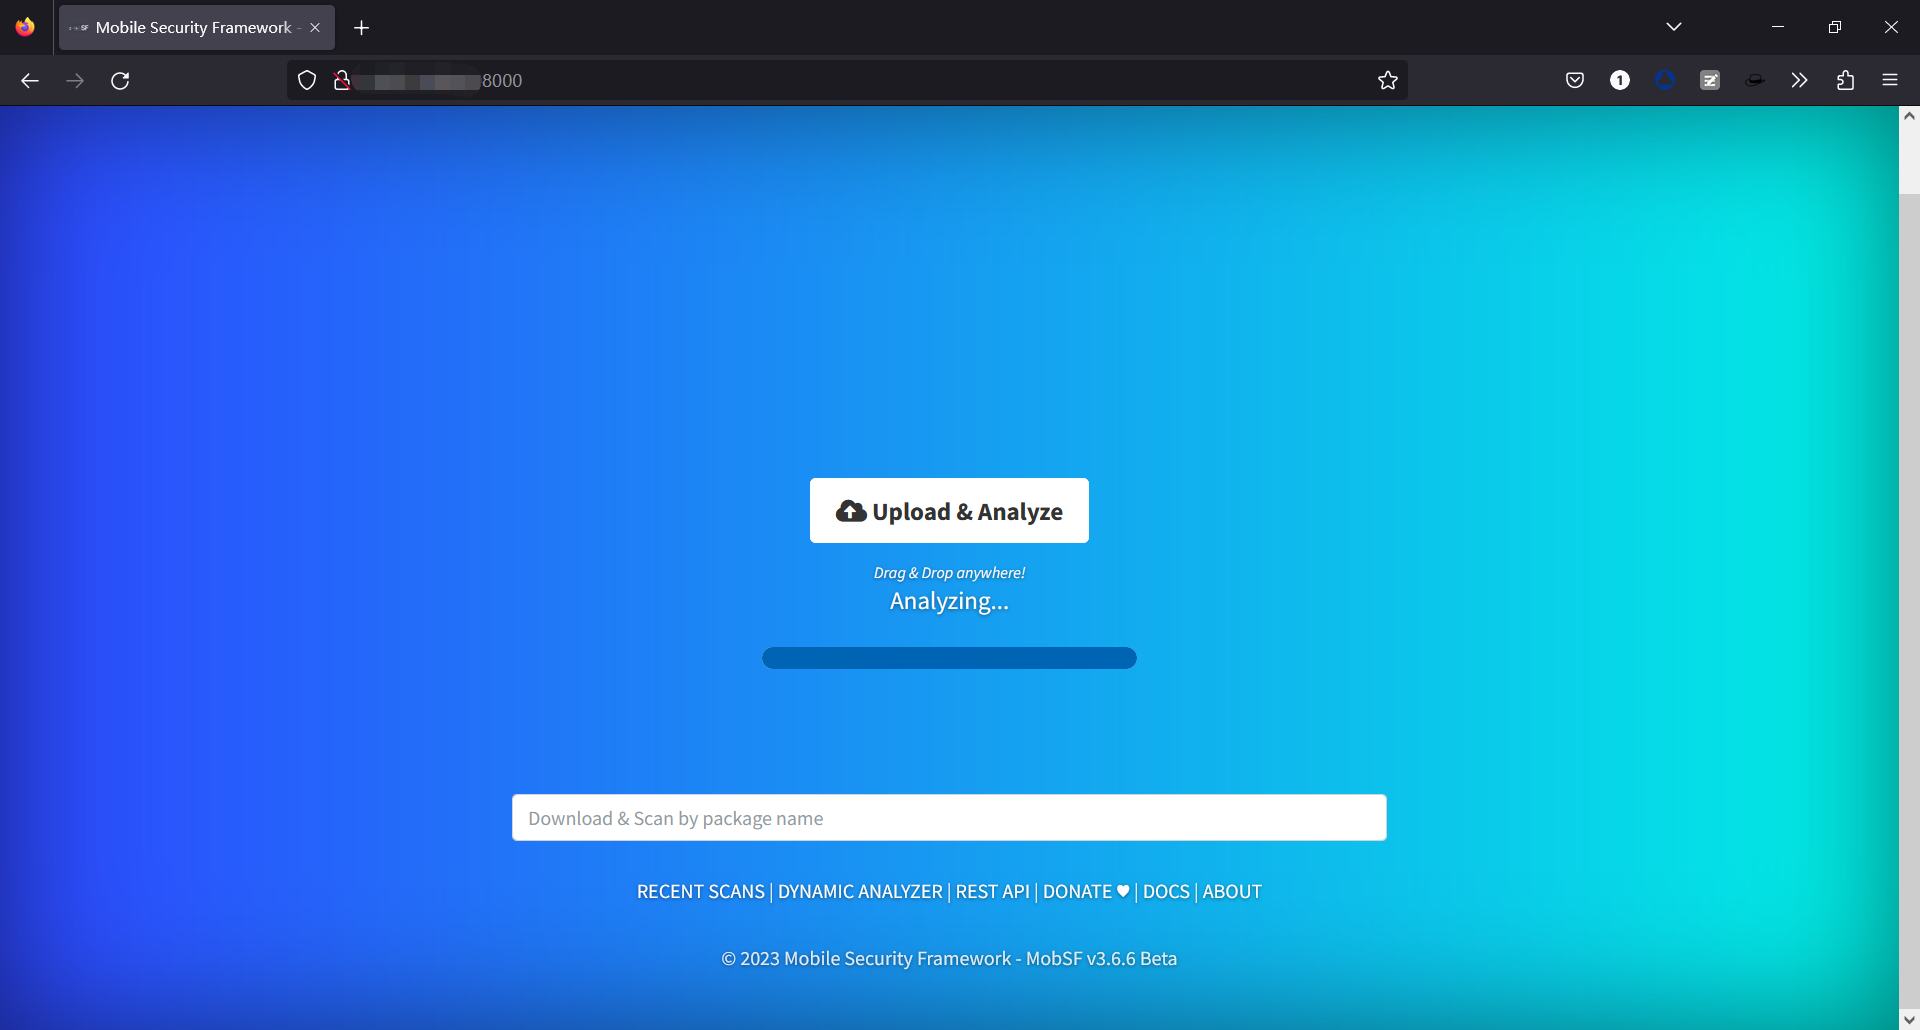 Mobile Security Framework -
8000
1
Upload & Analyze
Drag & Drop anywhere!
Analyzing...
Download & Scan by package name
RECENT SCANS | DYNAMIC ANALYZER | REST API | DONATE ♥ | DOCS | ABOUT
© 2023 Mobile Security Framework - MobSF v3.6.6 Beta